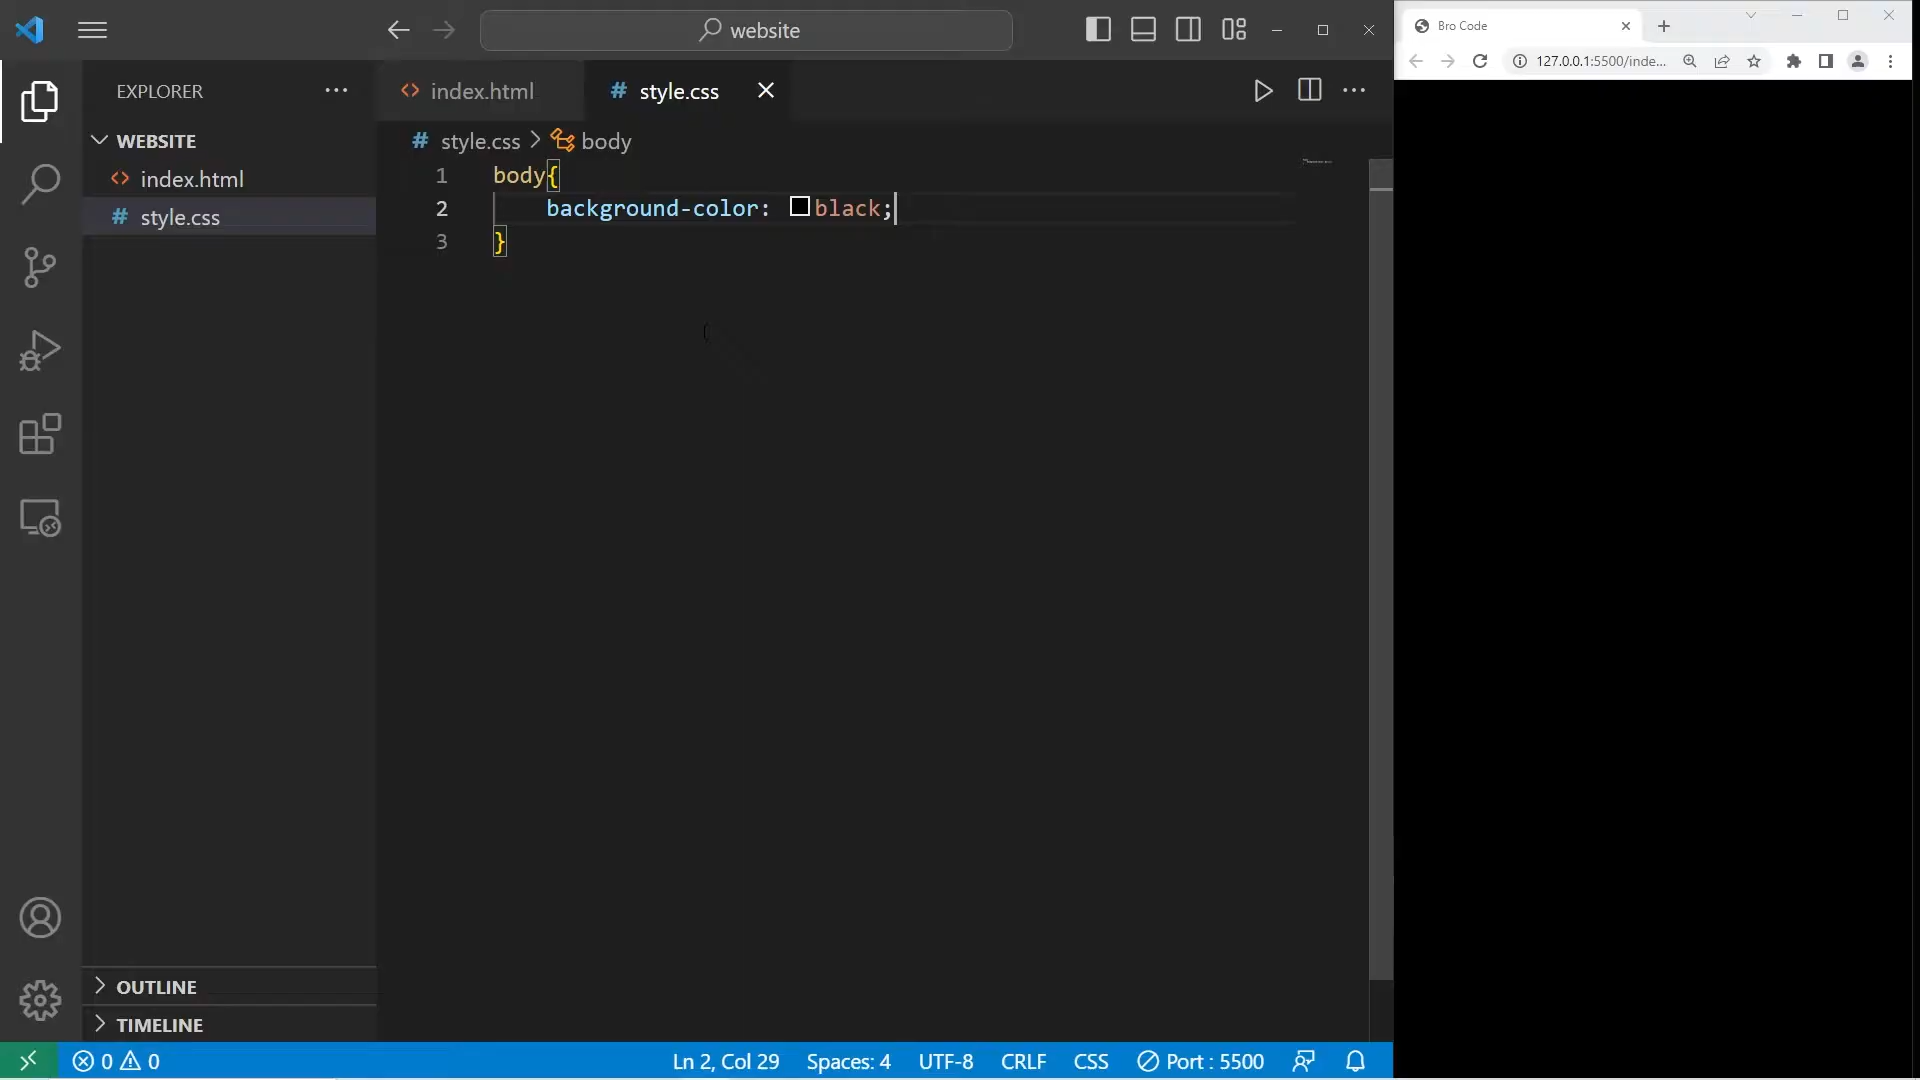 website
EXPLORER
WEBSITE
index.html
style.css
OUTLINE
TIMELINE
index.html
# style.css
style.css > body
1 body{
2 background-color: black;
3 }
0 0
Ln 2, Col 29
Spaces: 4
UTF-8
CRLF
CSS
Port : 5500
Bro Code
127.0.0.1:5500/inde...